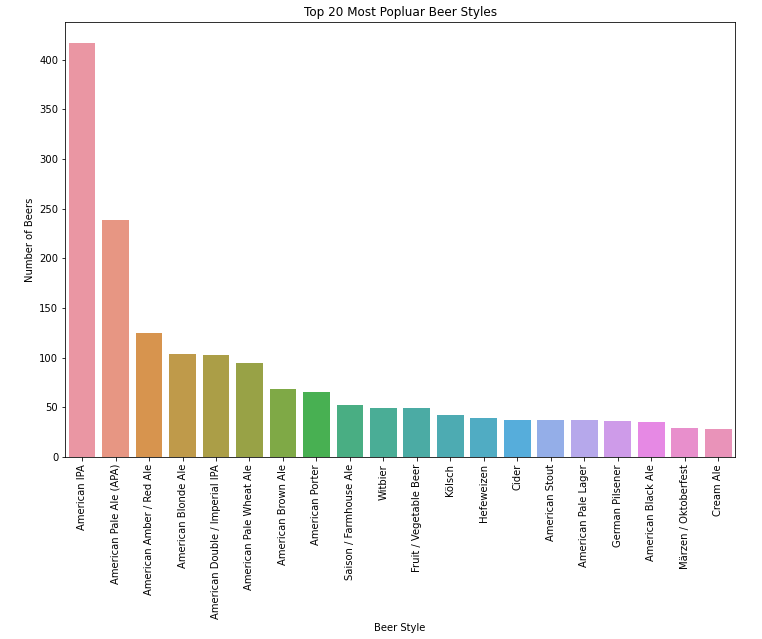 Top 20 Most Popluar Beer Styles
Number of Beers
400
350
300
250
200
150
100
50
0
American IPA
American Pale Ale (APA)
American Amber / Red Ale
American Blonde Ale
American Double / Imperial IPA
American Pale Wheat Ale
American Brown Ale
American Porter
Saison / Farmhouse Ale
Witbier
Fruit / Vegetable Beer
Kölsch
Hefeweizen
Cider
American Stout
American Pale Lager
German Pilsener
American Black Ale
Märzen / Oktoberfest
Cream Ale
Beer Style